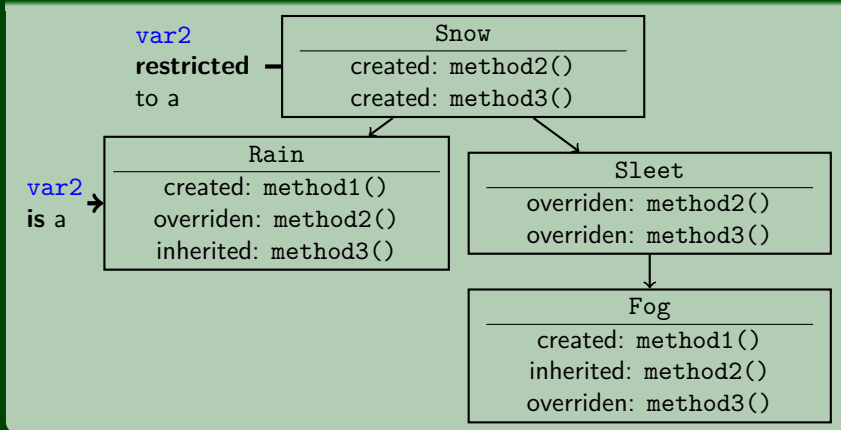 var2
restricted
to a
Snow
created: method2()
created: method3()
var2
is a
Rain
created: method1()
overriden: method2()
inherited: method3()
Sleet
overriden: method2()
overriden: method3()
Fog
created: method1()
inherited: method2()
overriden: method3()